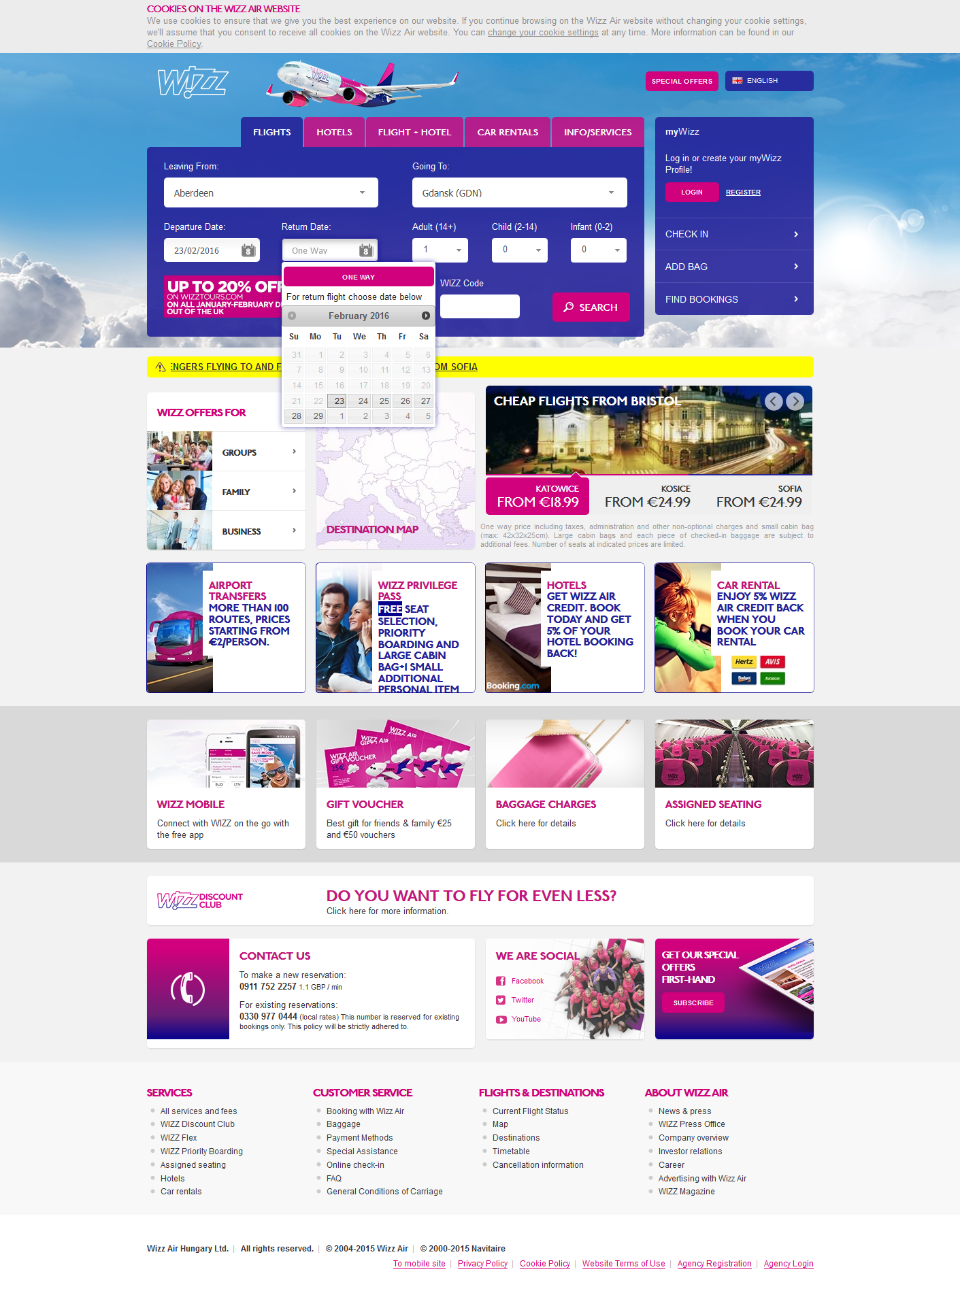 COOKIES ON THE WIZZ AIR WEBSITE
We use cookies to ensure that we give you the best experience on our website. If you continue browsing on the Wizz Air website without changing your cookie settings,
we'll assume that you consent to receive all cookies on the Wizz Air website. You can change your cookie settings at any time. More information can be found in our
Cookie Policy.
WIZZ
SPECIAL OFFERS
ENGLISH
FLIGHTS
HOTELS
FLIGHT + HOTEL
CAR RENTALS
INFO/SERVICES
myWizz
Log in or create your myWizz
Profile!
LOGIN
REGISTER
CHECK IN
ADD BAG
FIND BOOKINGS
Leaving From:
Going To:
Aberdeen
Gdansk (GDN)
Departure Date:
Return Date:
Adult (14+)
Child (2-14)
Infant (0-2)
23/02/2016
One Way
1
0
0
UP TO 20% OFF
ON WIZZTOURS.COM
ON ALL JANUARY-FEBRUARY D
OUT OF THE UK
WIZZ Code
SEARCH
ONE WAY
For return flight choose date below
February 2016
Su Mo Tu We Th Fr Sa
31 1 2 3 4 5 6
7 8 9 10 11 12 13
14 15 16 17 18 19 20
21 22 23 24 25 26 27
28 29 1 2 3 4 5
ENGERS FLYING TO AND F
OM SOFIA
WIZZ OFFERS FOR
GROUPS
FAMILY
BUSINESS
DESTINATION MAP
CHEAP FLIGHTS FROM BRISTOL
KATOWICE
FROM €18.99
KOSICE
FROM €24.99
SOFIA
FROM €24.99
One way price including taxes, administration and other non-optional charges and small cabin bag
(max: 42x32x25cm). Large cabin bags and each piece of checked-in baggage are subject to
additional fees. Number of seats at indicated prices are limited.
AIRPORT
TRANSFERS
MORE THAN 100
ROUTES, PRICES
STARTING FROM
€2/PERSON.
WIZZ PRIVILEGE
PASS
FREE SEAT
SELECTION,
PRIORITY
BOARDING AND
LARGE CABIN
BAG+1 SMALL
ADDITIONAL
PERSONAL ITEM
HOTELS
GET WIZZ AIR
CREDIT. BOOK
TODAY AND GET
5% OF YOUR
HOTEL BOOKING
BACK!
Booking.com
CAR RENTAL
ENJOY 5% WIZZ
AIR CREDIT BACK
WHEN YOU
BOOK YOUR CAR
RENTAL
Hertz
AVIS
Budget
WIZZ MOBILE
Connect with WIZZ on the go with
the free app
GIFT VOUCHER
Best gift for friends & family €25
and €50 vouchers
BAGGAGE CHARGES
Click here for details
ASSIGNED SEATING
Click here for details
WIZZ DISCOUNT
CLUB
DO YOU WANT TO FLY FOR EVEN LESS?
Click here for more information.
CONTACT US
To make a new reservation:
0911 752 2257 1.1 GBP / min
For existing reservations:
0330 977 0444 (local rates) This number is reserved for existing
bookings only. This policy will be strictly adhered to.
WE ARE SOCIAL
Facebook
Twitter
YouTube
GET OUR SPECIAL
OFFERS
FIRST-HAND
SUBSCRIBE
SERVICES
All services and fees
WIZZ Discount Club
WIZZ Flex
WIZZ Priority Boarding
Assigned seating
Hotels
Car rentals
CUSTOMER SERVICE
Booking with Wizz Air
Baggage
Payment Methods
Special Assistance
Online check-in
FAQ
General Conditions of Carriage
FLIGHTS & DESTINATIONS
Current Flight Status
Map
Destinations
Timetable
Cancellation information
ABOUT WIZZ AIR
News & press
WIZZ Press Office
Company overview
Investor relations
Career
Advertising with Wizz Air
WIZZ Magazine
Wizz Air Hungary Ltd. | All rights reserved. | © 2004-2015 Wizz Air | © 2000-2015 Navitaire
To mobile site | Privacy Policy | Cookie Policy | Website Terms of Use | Agency Registration | Agency Login